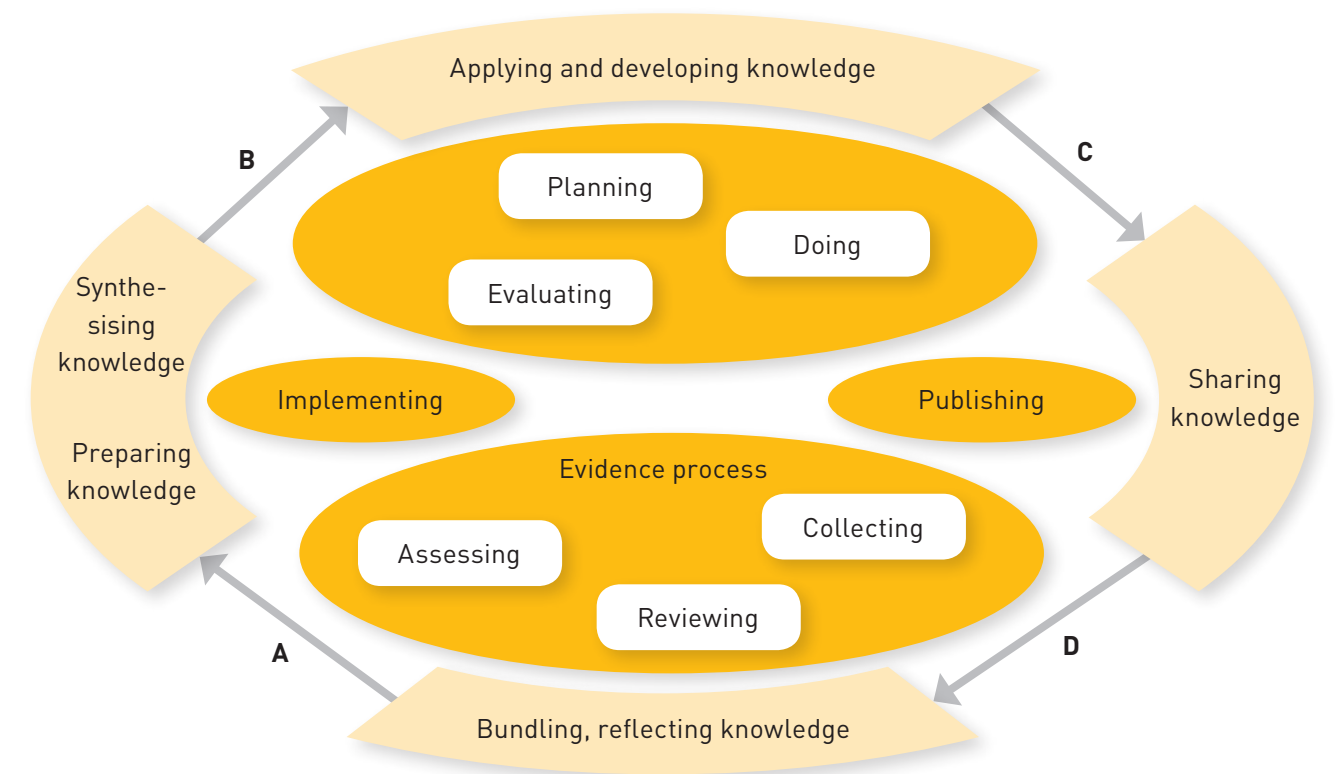 Applying and developing knowledge
B
C
Planning
Doing
Evaluating
Synthe-
sising
knowledge
Preparing
knowledge
Implementing
Publishing
Sharing
knowledge
Evidence process
Collecting
Assessing
Reviewing
A
D
Bundling, reflecting knowledge